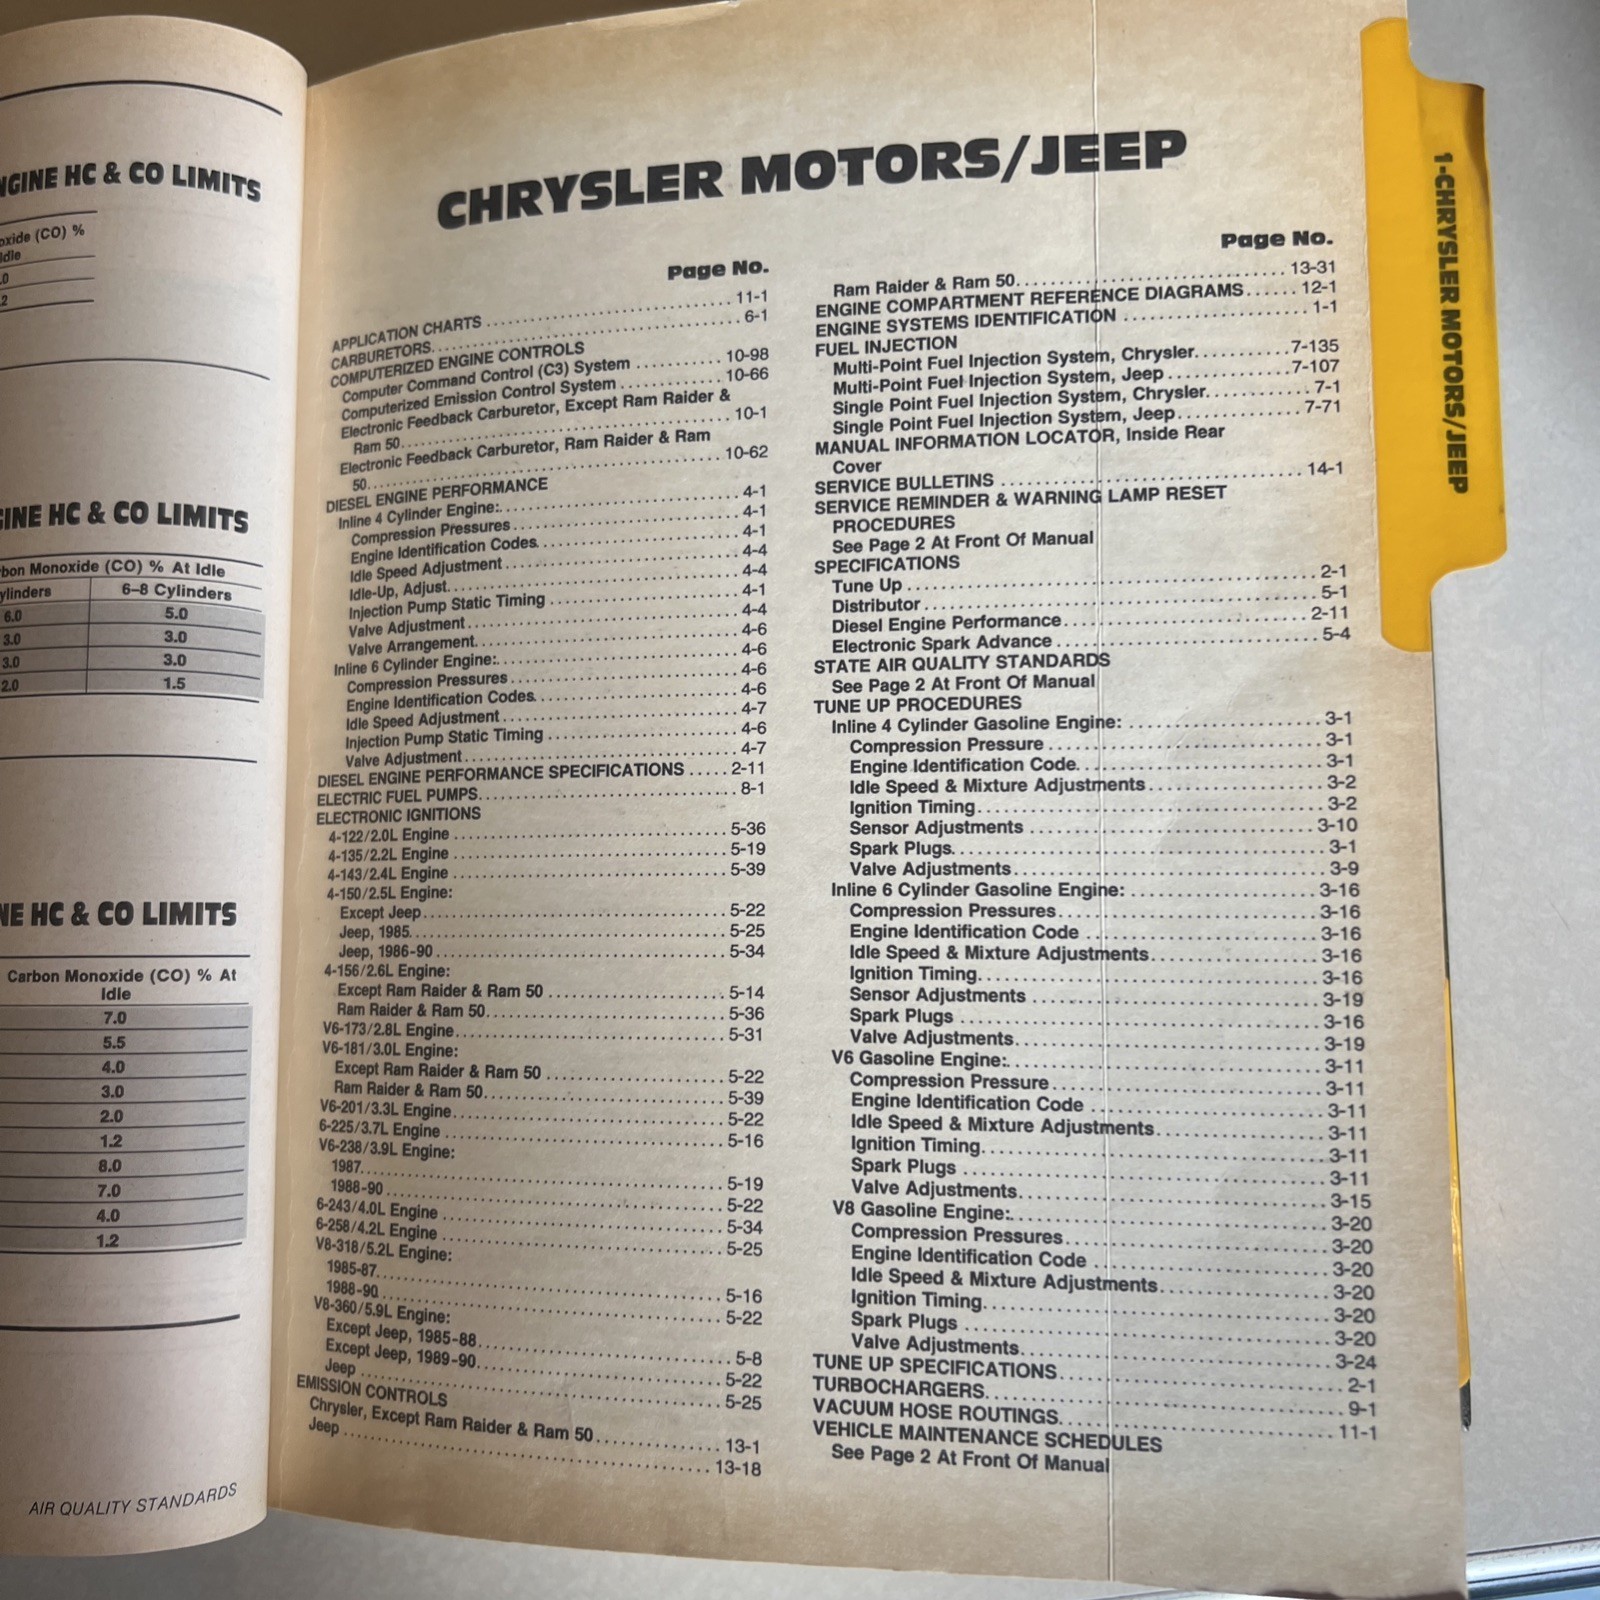 NGINE HC & CO LIMITS
oxide (CO) %
Idle
.0
.2
GINE HC & CO LIMITS
bon Monoxide (CO) % At Idle
ylinders 6–8 Cylinders
6.0 5.0
3.0 3.0
3.0 3.0
2.0 1.5
NE HC & CO LIMITS
Carbon Monoxide (CO) % At
Idle
7.0
5.5
4.0
3.0
2.0
1.2
8.0
7.0
4.0
1.2
AIR QUALITY STANDARDS
CHRYSLER MOTORS/JEEP
Page No.
APPLICATION CHARTS 11-1
CARBURETORS 6-1
COMPUTERIZED ENGINE CONTROLS
Computer Command Control (C3) System 10-98
Computerized Emission Control System 10-66
Electronic Feedback Carburetor, Except Ram Raider &
Ram 50 10-1
Electronic Feedback Carburetor, Ram Raider & Ram
50 10-62
DIESEL ENGINE PERFORMANCE
Inline 4 Cylinder Engine: 4-1
Compression Pressures 4-1
Engine Identification Codes 4-1
Idle Speed Adjustment 4-4
Idle-Up, Adjust 4-4
Injection Pump Static Timing 4-1
Valve Adjustment 4-4
Valve Arrangement 4-6
Inline 6 Cylinder Engine: 4-6
Compression Pressures 4-6
Engine Identification Codes 4-6
Idle Speed Adjustment 4-7
Injection Pump Static Timing 4-6
Valve Adjustment 4-7
DIESEL ENGINE PERFORMANCE SPECIFICATIONS 2-11
ELECTRIC FUEL PUMPS 8-1
ELECTRONIC IGNITIONS
4-122/2.0L Engine 5-36
4-135/2.2L Engine 5-19
4-143/2.4L Engine 5-39
4-150/2.5L Engine:
Except Jeep 5-22
Jeep, 1985 5-25
Jeep, 1986-90 5-34
4-156/2.6L Engine:
Except Ram Raider & Ram 50 5-14
Ram Raider & Ram 50 5-36
V6-173/2.8L Engine 5-31
V6-181/3.0L Engine:
Except Ram Raider & Ram 50 5-22
Ram Raider & Ram 50 5-39
V6-201/3.3L Engine 5-22
6-225/3.7L Engine 5-16
V6-238/3.9L Engine:
1987 5-19
1988-90 5-22
6-243/4.0L Engine 5-34
6-258/4.2L Engine 5-25
V8-318/5.2L Engine:
1985-87 5-16
1988-90 5-22
V8-360/5.9L Engine:
Except Jeep, 1985-88 5-8
Except Jeep, 1989-90 5-22
Jeep 5-25
EMISSION CONTROLS
Chrysler, Except Ram Raider & Ram 50 13-1
Jeep 13-18
Page No.
Ram Raider & Ram 50 13-31
ENGINE COMPARTMENT REFERENCE DIAGRAMS 12-1
ENGINE SYSTEMS IDENTIFICATION 1-1
FUEL INJECTION
Multi-Point Fuel Injection System, Chrysler 7-135
Multi-Point Fuel Injection System, Jeep 7-107
Single Point Fuel Injection System, Chrysler 7-1
Single Point Fuel Injection System, Jeep 7-71
MANUAL INFORMATION LOCATOR, Inside Rear
Cover
SERVICE BULLETINS 14-1
SERVICE REMINDER & WARNING LAMP RESET
PROCEDURES
See Page 2 At Front Of Manual
SPECIFICATIONS
Tune Up 2-1
Distributor 5-1
Diesel Engine Performance 2-11
Electronic Spark Advance 5-4
STATE AIR QUALITY STANDARDS
See Page 2 At Front Of Manual
TUNE UP PROCEDURES
Inline 4 Cylinder Gasoline Engine: 3-1
Compression Pressure 3-1
Engine Identification Code 3-1
Idle Speed & Mixture Adjustments 3-2
Ignition Timing 3-2
Sensor Adjustments 3-10
Spark Plugs 3-1
Valve Adjustments 3-9
Inline 6 Cylinder Gasoline Engine: 3-16
Compression Pressures 3-16
Engine Identification Code 3-16
Idle Speed & Mixture Adjustments 3-16
Ignition Timing 3-16
Sensor Adjustments 3-19
Spark Plugs 3-16
Valve Adjustments 3-19
V6 Gasoline Engine: 3-11
Compression Pressure 3-11
Engine Identification Code 3-11
Idle Speed & Mixture Adjustments 3-11
Ignition Timing 3-11
Spark Plugs 3-11
Valve Adjustments 3-15
V8 Gasoline Engine: 3-20
Compression Pressures 3-20
Engine Identification Code 3-20
Idle Speed & Mixture Adjustments 3-20
Ignition Timing 3-20
Spark Plugs 3-20
Valve Adjustments 3-24
TUNE UP SPECIFICATIONS 2-1
TURBOCHARGERS 9-1
VACUUM HOSE ROUTINGS 11-1
VEHICLE MAINTENANCE SCHEDULES
See Page 2 At Front Of Manual
1-CHRYSLER MOTORS/JEEP